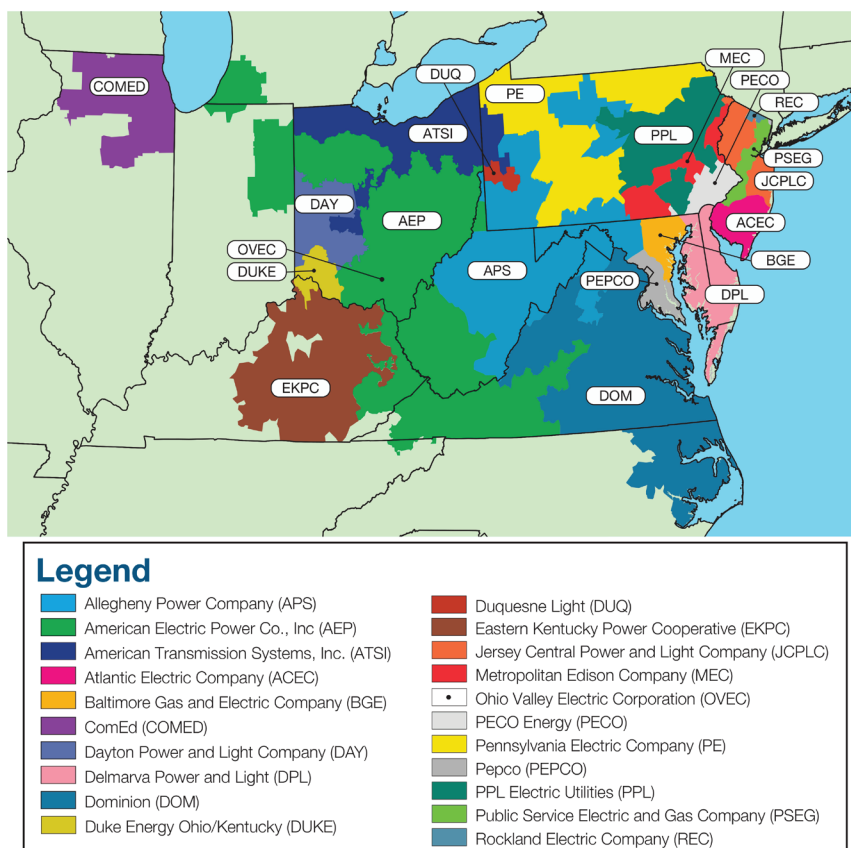 MEC
DUQ
PECO
COMED
PE
REC
ATSI
PPL
PSEG
JCPLC
DAY
AEP
ACEC
OVEC
BGE
DUKE
APS
PEPCO
DPL
EKPC
DOM
Legend
Allegheny Power Company (APS)
American Electric Power Co., Inc (AEP)
American Transmission Systems, Inc. (ATSI)
Atlantic Electric Company (ACEC)
Baltimore Gas and Electric Company (BGE)
ComEd (COMED)
Dayton Power and Light Company (DAY)
Delmarva Power and Light (DPL)
Dominion (DOM)
Duke Energy Ohio/Kentucky (DUKE)
Duquesne Light (DUQ)
Eastern Kentucky Power Cooperative (EKPC)
Jersey Central Power and Light Company (JCPLC)
Metropolitan Edison Company (MEC)
Ohio Valley Electric Corporation (OVEC)
PECO Energy (PECO)
Pennsylvania Electric Company (PE)
Pepco (PEPCO)
PPL Electric Utilities (PPL)
Public Service Electric and Gas Company (PSEG)
Rockland Electric Company (REC)